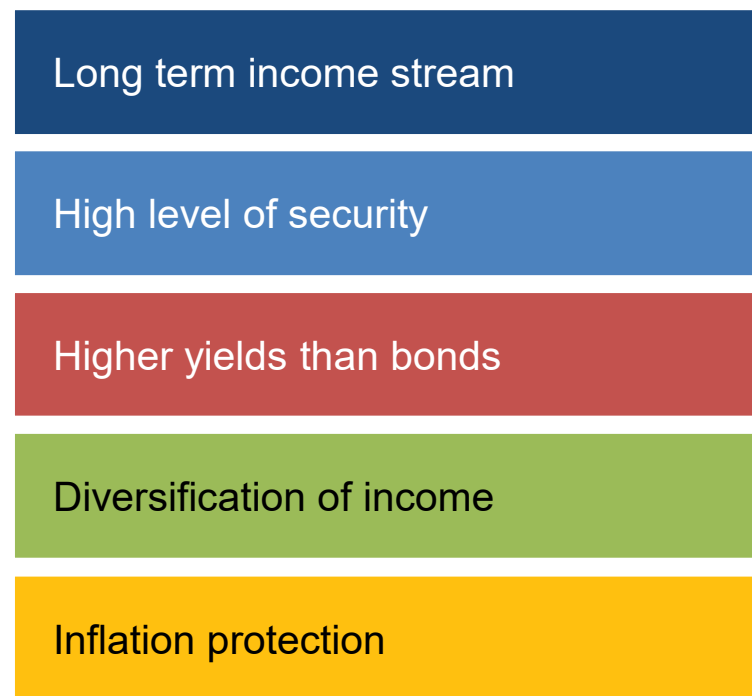 Long term income stream
High level of security
Higher yields than bonds
Diversification of income
Inflation protection